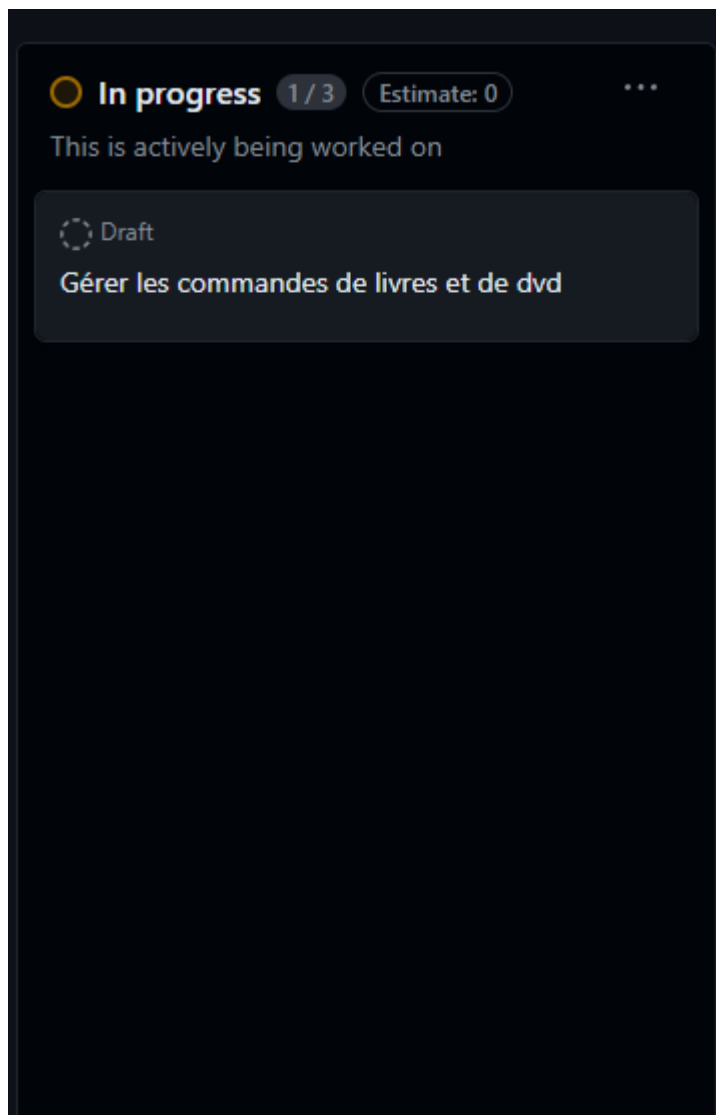 In progress 1 / 3 Estimate: 0
This is actively being worked on
Draft
Gérer les commandes de livres et de dvd